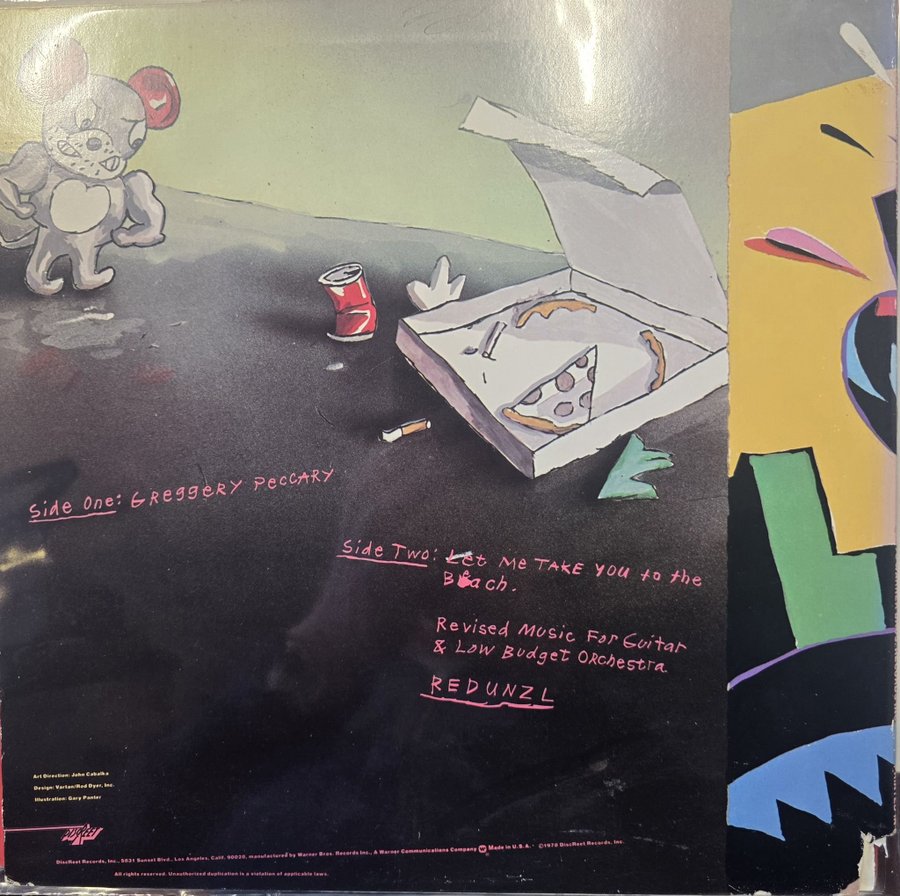 Side One: GREGGERY PECCARY
Side Two: Let ME TAKE YOU to the
Beach.
Revised Music For Guitar
& Low Budget Orchestra
REDUNZL
Art Direction: John Cabalka
Design: Vartan/Rod Dyer, Inc.
Illustration: Gary Panter
DISCREET
DiscReet Records, Inc., 5831 Sunset Blvd., Los Angeles, Calif. 90028, manufactured by Warner Bros. Records Inc., A Warner Communications Company W Made in U.S.A. ©1978 DiscReet Records, Inc.
All rights reserved. Unauthorized duplication is a violation of applicable laws.